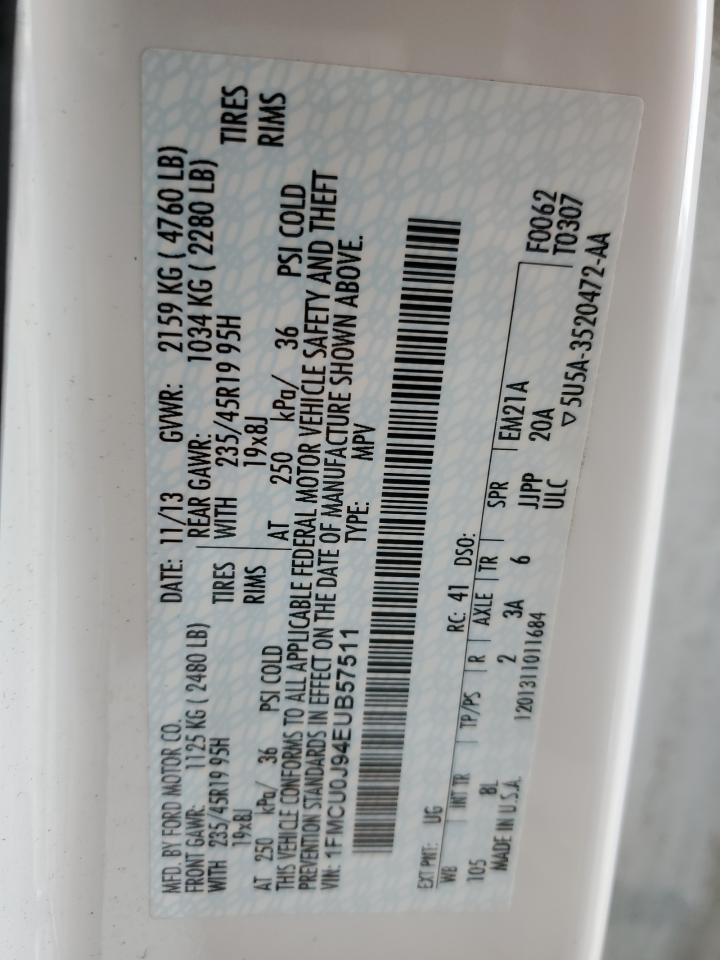 MFD. BY FORD MOTOR CO.
DATE: 11/13 GVWR: 2159 KG ( 4760 LB)
FRONT GAWR: 1125 KG ( 2480 LB) REAR GAWR: 1034 KG ( 2280 LB)
WITH 235/45R19 95H TIRES WITH 235/45R19 95H TIRES
19x8J RIMS 19x8J RIMS
AT 250 kPa/ 36 PSI COLD AT 250 kPa/ 36 PSI COLD
THIS VEHICLE CONFORMS TO ALL APPLICABLE FEDERAL MOTOR VEHICLE SAFETY AND THEFT
PREVENTION STANDARDS IN EFFECT ON THE DATE OF MANUFACTURE SHOWN ABOVE.
VIN: 1FMCU0J94EUB57511 TYPE: MPV
EXT PNT: UG RC: 41 DSO:
WB INT TR TP/PS R AXLE TR SPR EM21A F0062
105 8L 2 3A 6 JJPP 20A T0307
MADE IN U.S.A. 1201311011684 ULC ▽5U5A-3520472-AA